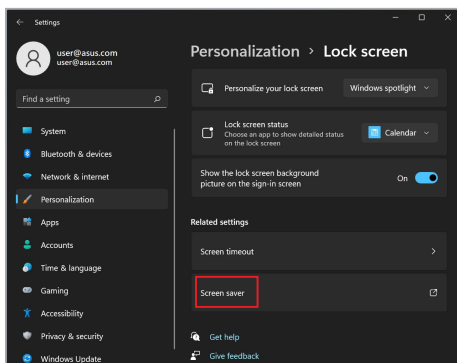 Settings
user@asus.com
user@asus.com
Find a setting
System
Bluetooth & devices
Network & internet
Personalization
Apps
Accounts
Time & language
Gaming
Accessibility
Privacy & security
Windows Update
Personalization > Lock screen
Personalize your lock screen
Windows spotlight
Lock screen status
Choose an app to show detailed status
on the lock screen
Calendar
Show the lock screen background
picture on the sign-in screen
On
Related settings
Screen timeout
Screen saver
Get help
Give feedback